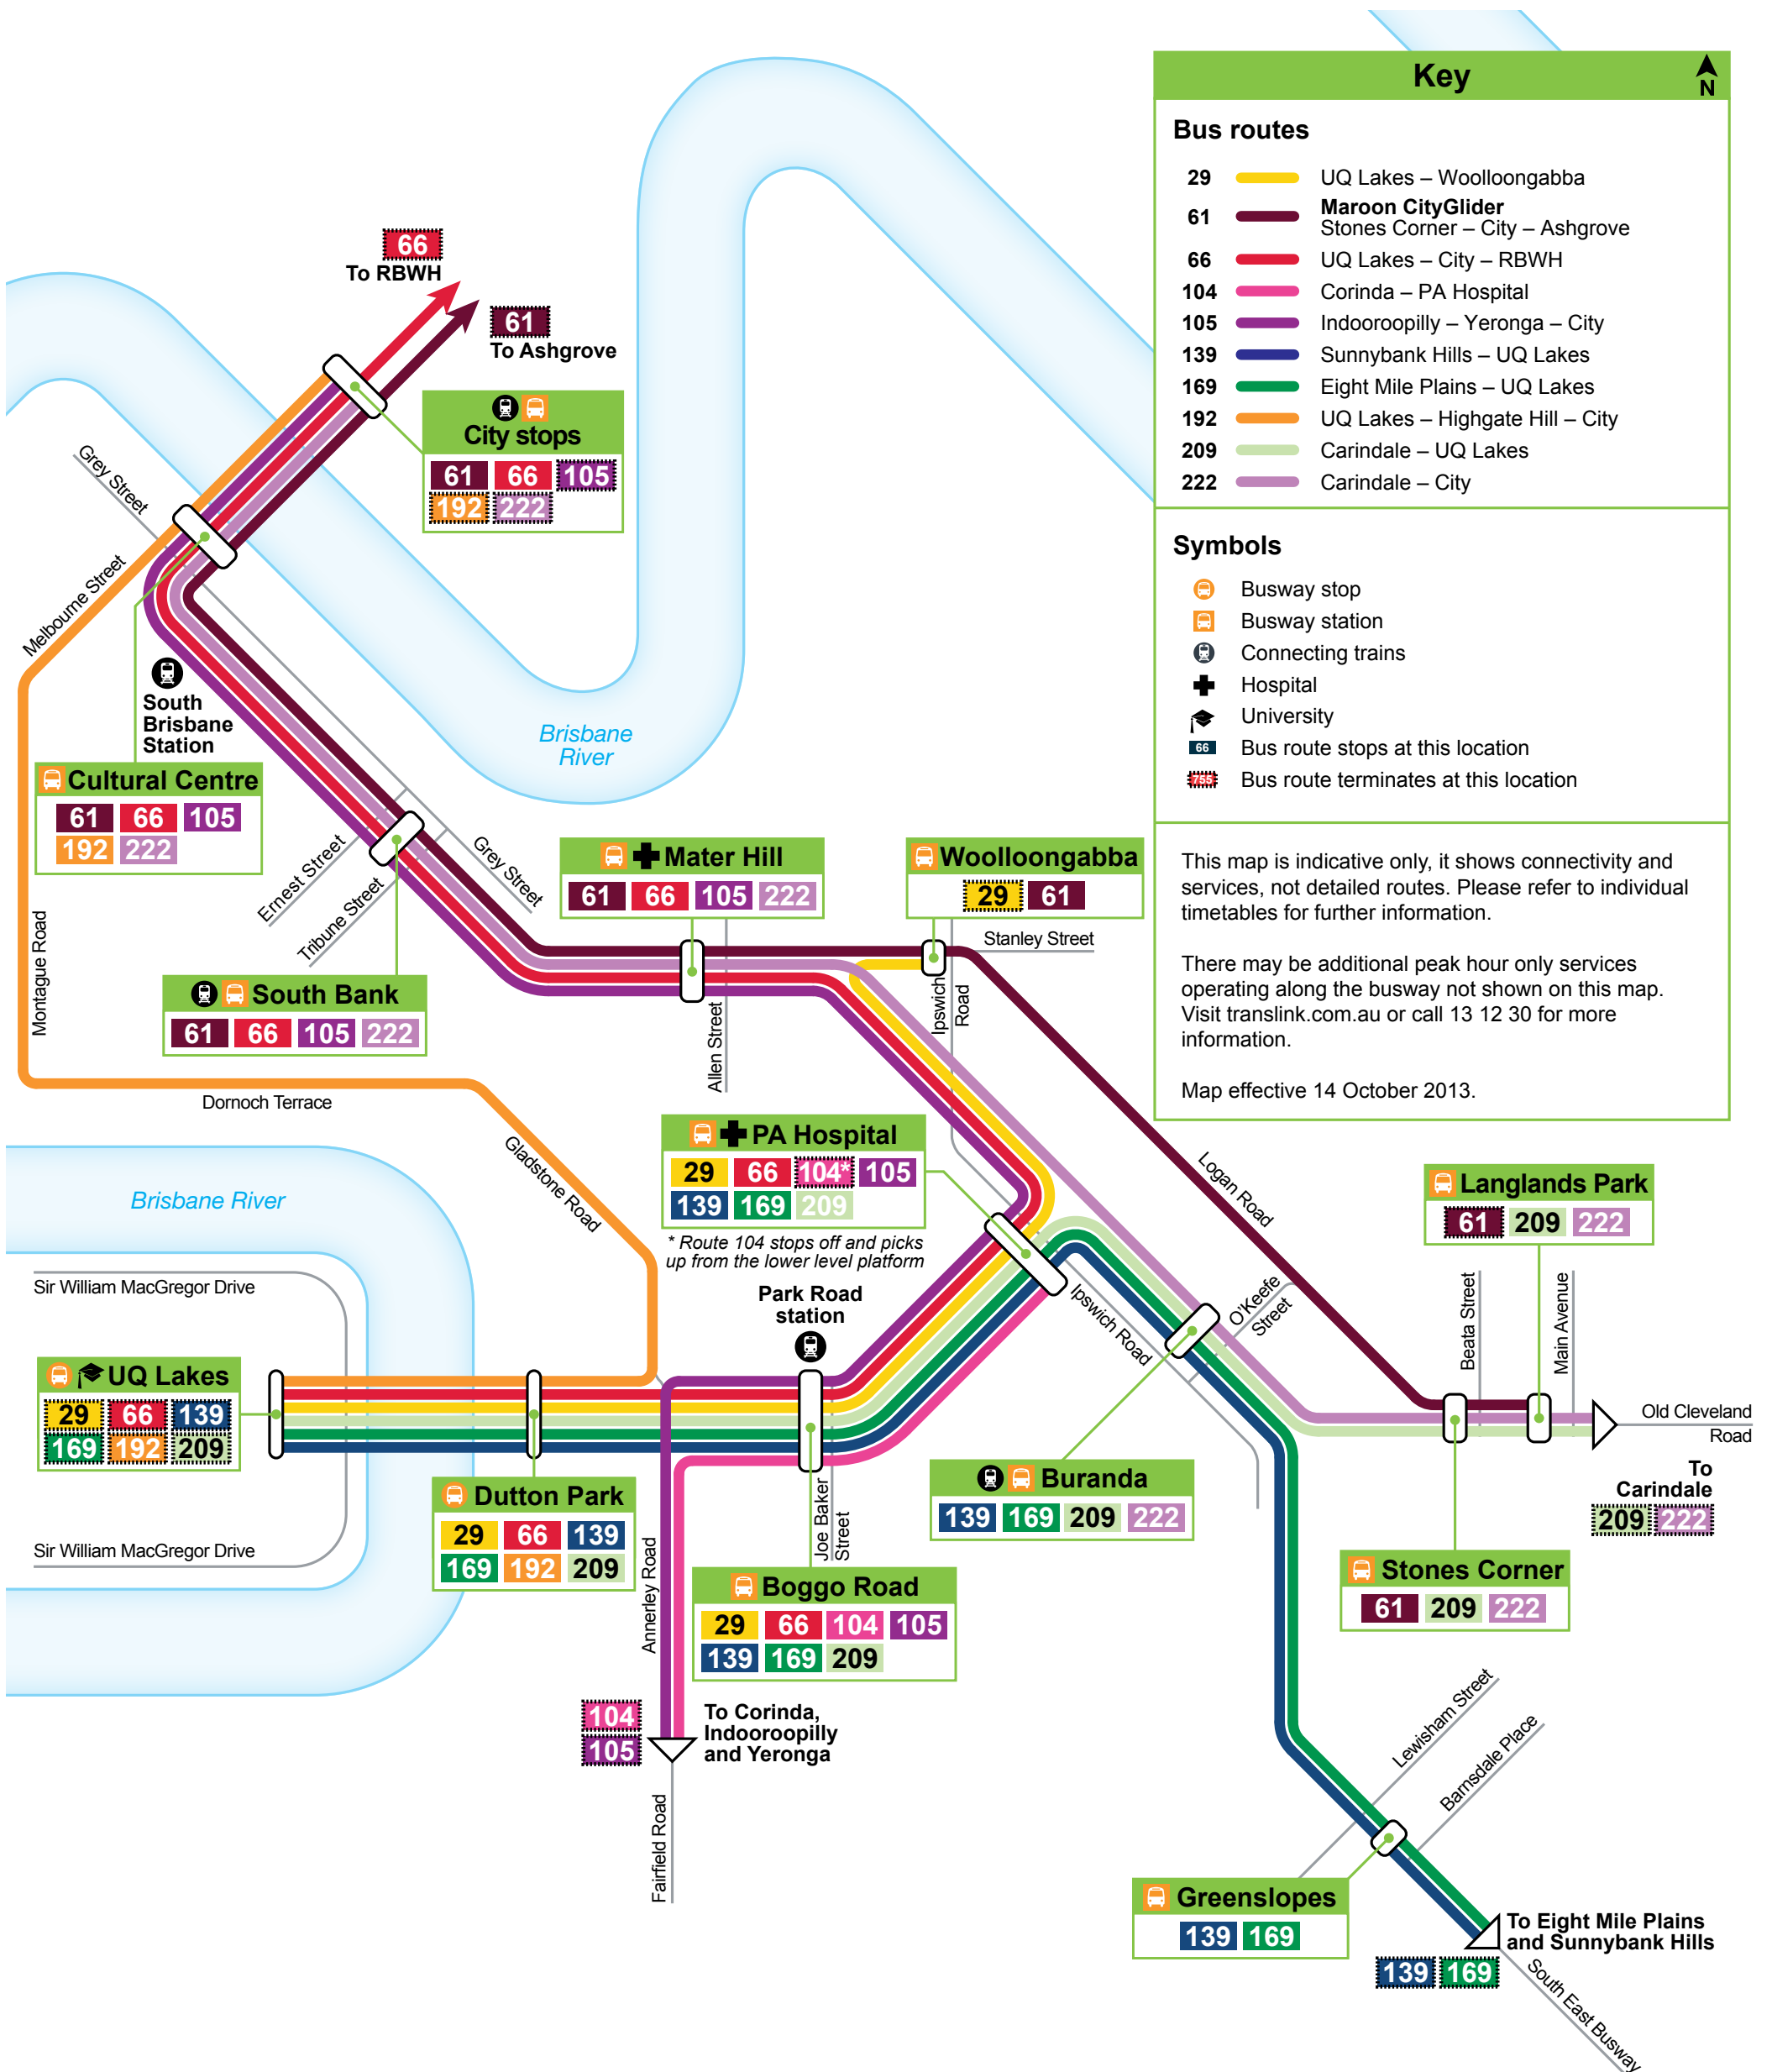 Key
N
Bus routes
29 UQ Lakes – Woolloongabba
61 Maroon CityGlider
Stones Corner – City – Ashgrove
66 UQ Lakes – City – RBWH
104 Corinda – PA Hospital
105 Indooroopilly – Yeronga – City
139 Sunnybank Hills – UQ Lakes
169 Eight Mile Plains – UQ Lakes
192 UQ Lakes – Highgate Hill – City
209 Carindale – UQ Lakes
222 Carindale – City
Symbols
Busway stop
Busway station
Connecting trains
Hospital
University
66 Bus route stops at this location
755 Bus route terminates at this location
This map is indicative only, it shows connectivity and
services, not detailed routes. Please refer to individual
timetables for further information.
There may be additional peak hour only services
operating along the busway not shown on this map.
Visit translink.com.au or call 13 12 30 for more
information.
Map effective 14 October 2013.
66
To RBWH
61
To Ashgrove
City stops
61 66 105
192 222
Grey Street
Melbourne Street
South
Brisbane
Station
Cultural Centre
61 66 105
192 222
Brisbane
River
Ernest Street
Tribune Street
Grey Street
Montague Road
South Bank
61 66 105 222
Mater Hill
61 66 105 222
Allen Street
Woolloongabba
29 61
Stanley Street
Ipswich
Road
Dornoch Terrace
Gladstone Road
Brisbane River
PA Hospital
29 66 104* 105
139 169 209
* Route 104 stops off and picks
up from the lower level platform
Logan Road
Langlands Park
61 209 222
Beata Street
Main Avenue
Sir William MacGregor Drive
Park Road
station
Ipswich Road
O'Keefe
Street
UQ Lakes
29 66 139
169 192 209
Sir William MacGregor Drive
Dutton Park
29 66 139
169 192 209
Joe Baker
Street
Annerley Road
Boggo Road
29 66 104 105
139 169 209
Buranda
139 169 209 222
Old Cleveland
Road
To
Carindale
209 222
Stones Corner
61 209 222
104
105
To Corinda,
Indooroopilly
and Yeronga
Fairfield Road
Lewisham Street
Barnsdale Place
Greenslopes
139 169
To Eight Mile Plains
and Sunnybank Hills
139 169
South East Busway